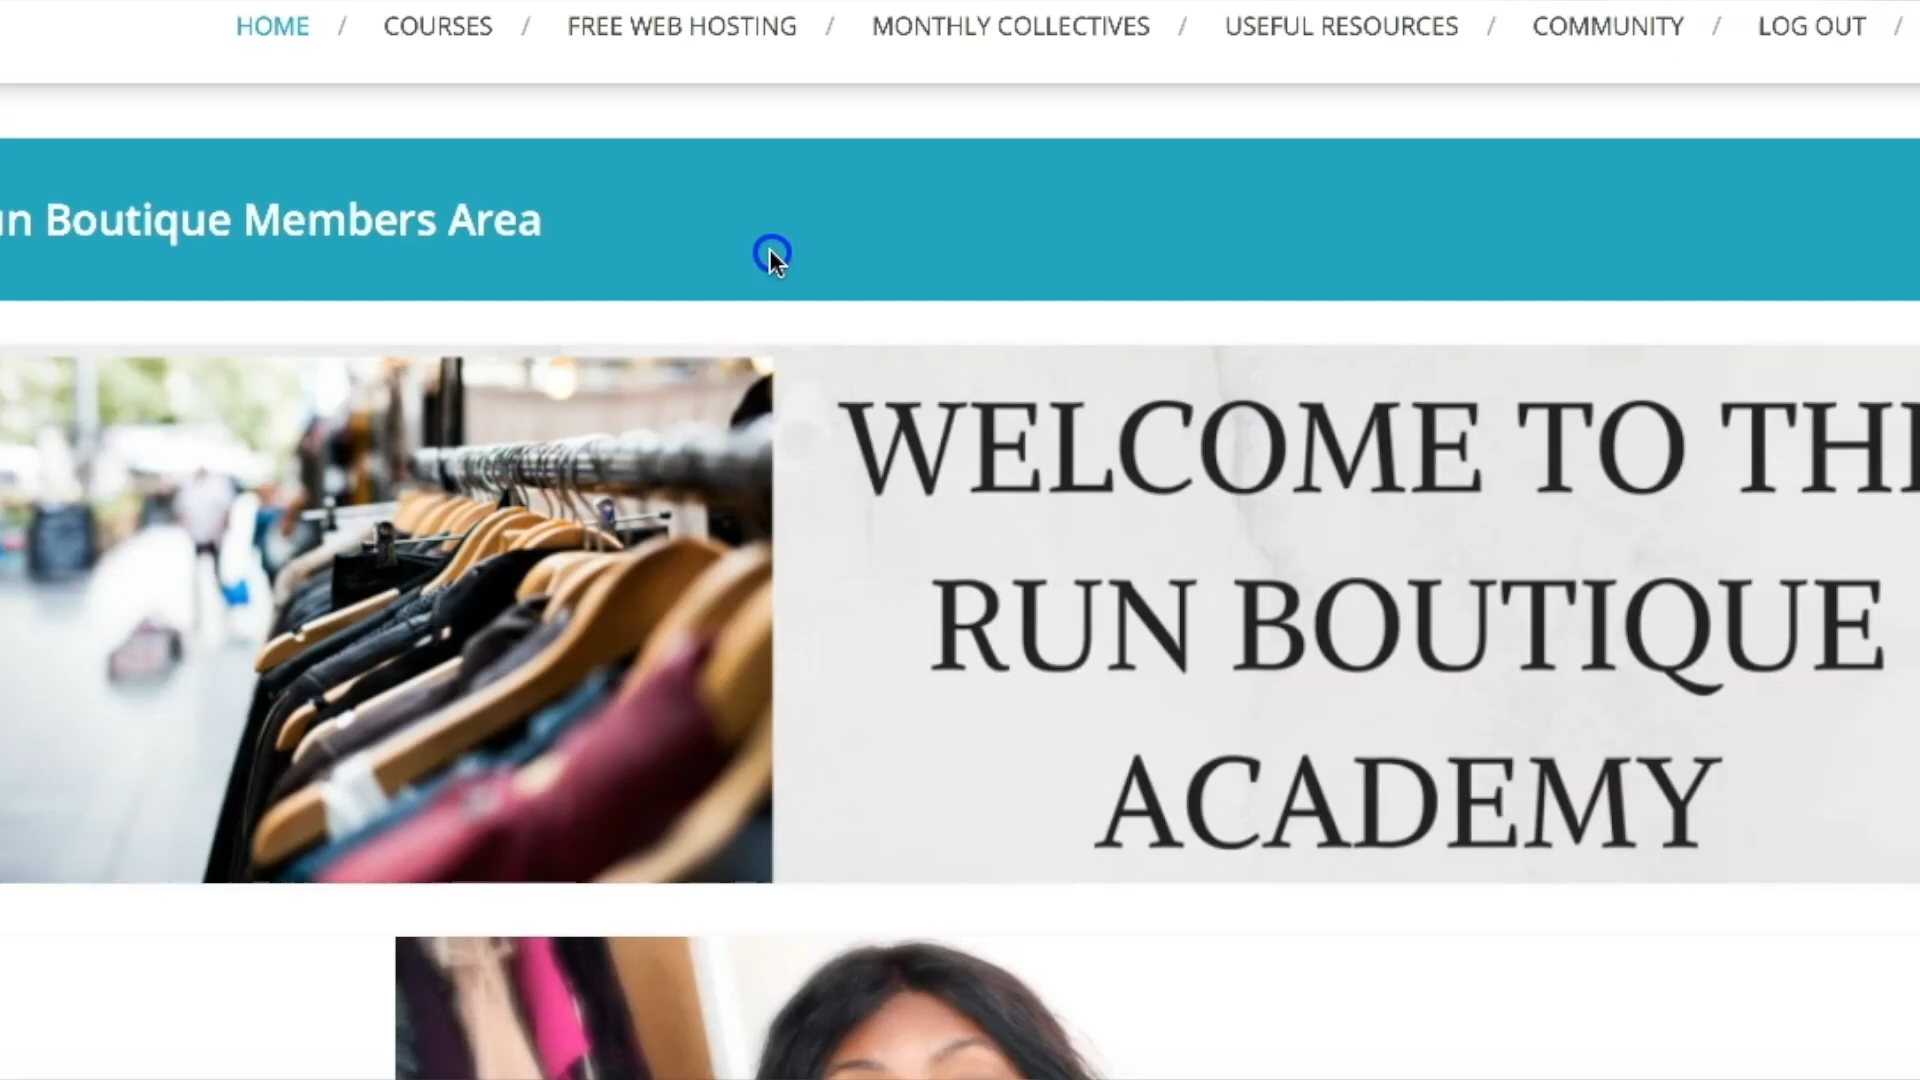 HOME / COURSES / FREE WEB HOSTING / MONTHLY COLLECTIVES / USEFUL RESOURCES / COMMUNITY / LOG OUT /
Boutique Members Area
WELCOME TO THE
RUN BOUTIQUE
ACADEMY